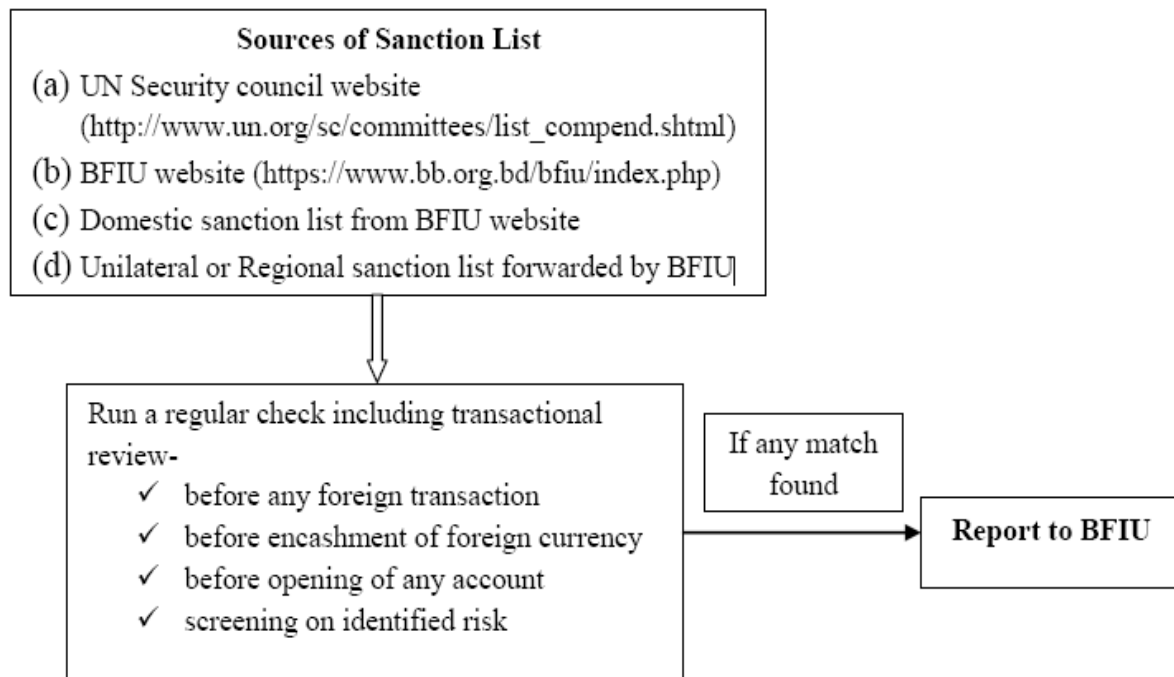 Sources of Sanction List
(a) UN Security council website
(http://www.un.org/sc/committees/list_compend.shtml)
(b) BFIU website (https://www.bb.org.bd/bfiu/index.php)
(c) Domestic sanction list from BFIU website
(d) Unilateral or Regional sanction list forwarded by BFIU
Run a regular check including transactional
review-
✓ before any foreign transaction
✓ before encashment of foreign currency
✓ before opening of any account
✓ screening on identified risk
If any match
found
Report to BFIU